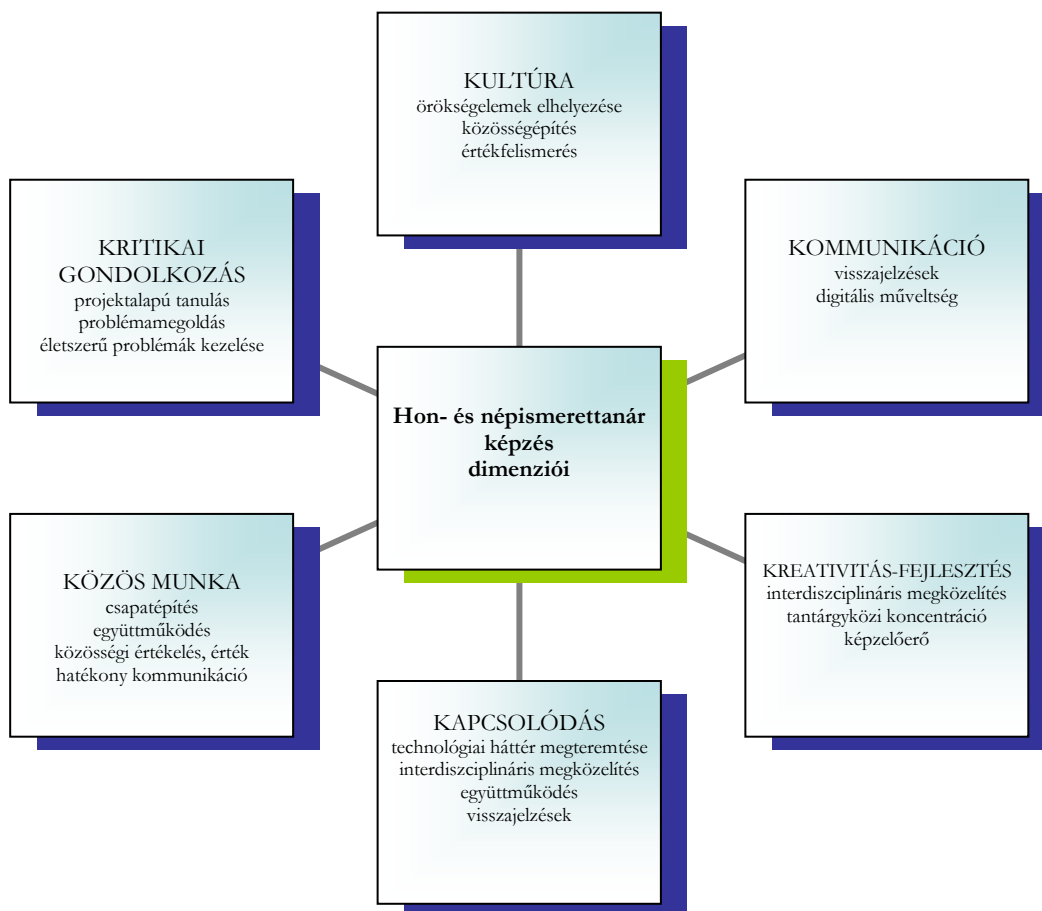 KULTÚRA
örökségelemek elhelyezése
közösségépítés
értékfelismerés
KRITIKAI
GONDOLKOZÁS
projektalapú tanulás
problémamegoldás
életszerű problémák kezelése
KOMMUNIKÁCIÓ
visszajelzések
digitális műveltség
Hon- és népismerettanár
képzés
dimenziói
KÖZÖS MUNKA
csapatépítés
együttműködés
közösségi értékelés, érték
hatékony kommunikáció
KREATIVITÁS-FEJLESZTÉS
interdiszciplináris megközelítés
tantárgyközi koncentráció
képzelőerő
KAPCSOLÓDÁS
technológiai háttér megteremtése
interdiszciplináris megközelítés
együttműködés
visszajelzések